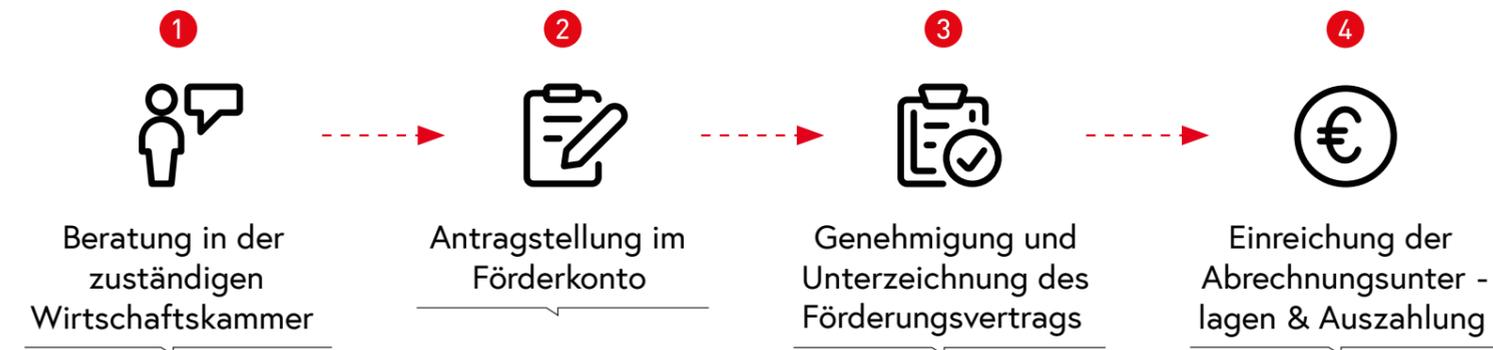 1
Beratung in der
zuständigen
Wirtschaftskammer
2
Antragstellung im
Förderkonto
3
Genehmigung und
Unterzeichnung des
Förderungsvertrags
4
€
Einreichung der
Abrechnungsunter -
lagen & Auszahlung